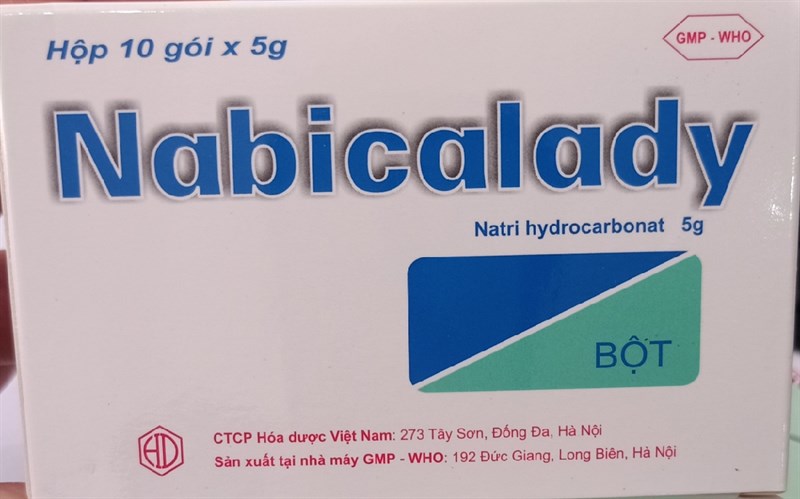 Hộp 10 gói x 5g
GMP - WHO
Nabicalady
Natri hydrocarbonat 5g
BỘT
HD
CTCP Hóa dược Việt Nam: 273 Tây Sơn, Đống Đa, Hà Nội
Sản xuất tại nhà máy GMP - WHO: 192 Đức Giang, Long Biên, Hà Nội